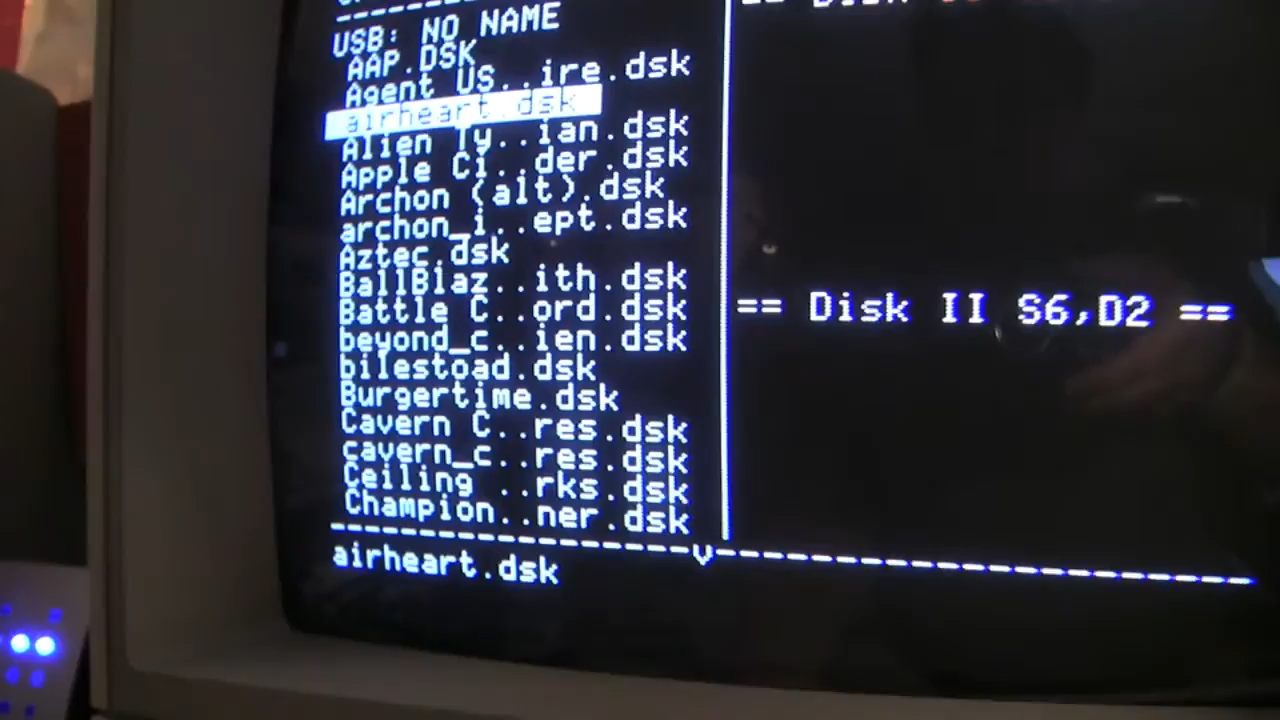 USB: NO NAME
AAP.DSK
Agent US..ire.dsk
airheart.dsk
Alien Ty..ian.dsk
Apple Ci..der.dsk
Archon (alt).dsk
archon_i..ept.dsk
Aztec.dsk
BallBlaz..ith.dsk
Battle C..ord.dsk
beyond_c..ien.dsk
bilestoad.dsk
Burgertime.dsk
Cavern C..res.dsk
cavern_c..res.dsk
Ceiling ..rks.dsk
Champion..ner.dsk
airheart.dsk
== Disk II S6,D2 ==